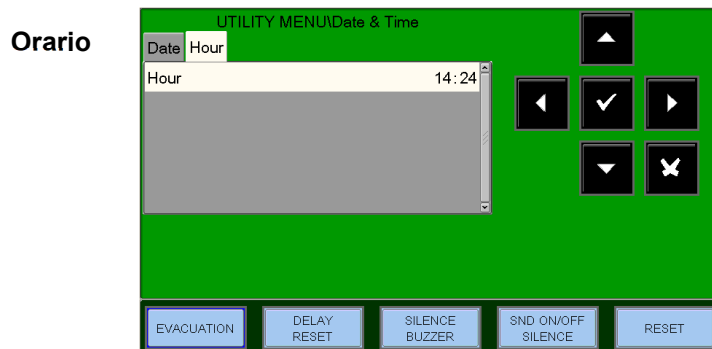 Orario
UTILITY MENU\Date & Time
Date Hour
Hour 14:24
EVACUATION
DELAY
RESET
SILENCE
BUZZER
SND ON/OFF
SILENCE
RESET